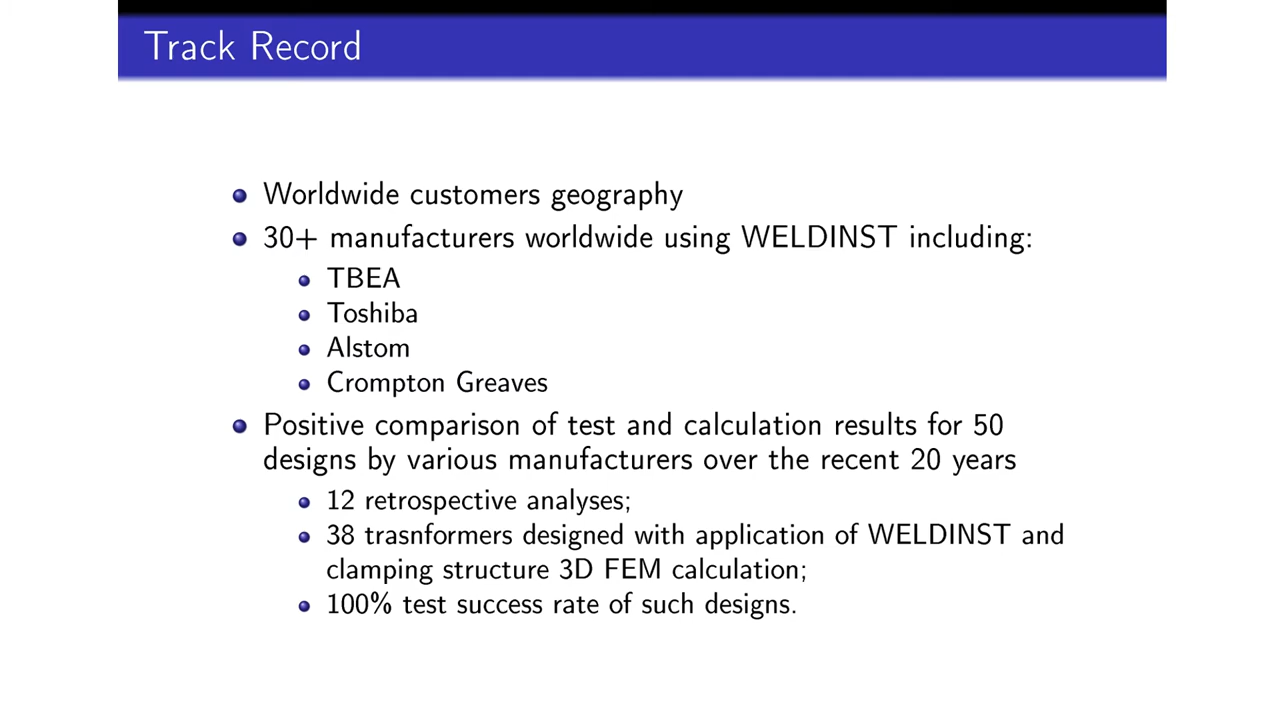 Track Record
Worldwide customers geography
30+ manufacturers worldwide using WELDINST including:
TBEA
Toshiba
Alstom
Crompton Greaves
Positive comparison of test and calculation results for 50
designs by various manufacturers over the recent 20 years
12 retrospective analyses;
38 trasnformers designed with application of WELDINST and
clamping structure 3D FEM calculation;
100% test success rate of such designs.